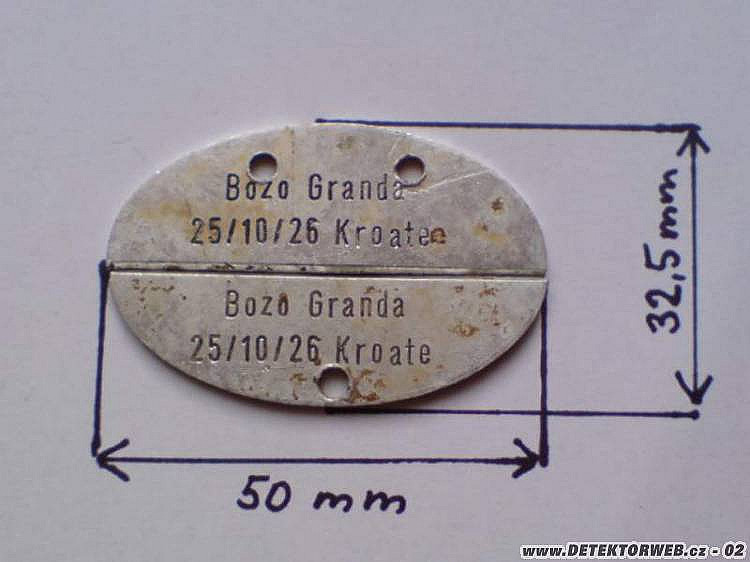 Bozo Granda
25/10/26 Kroate
Bozo Granda
25/10/26 Kroate
32,5 mm
50 mm
www.DETEKTORWEB.cz - 02